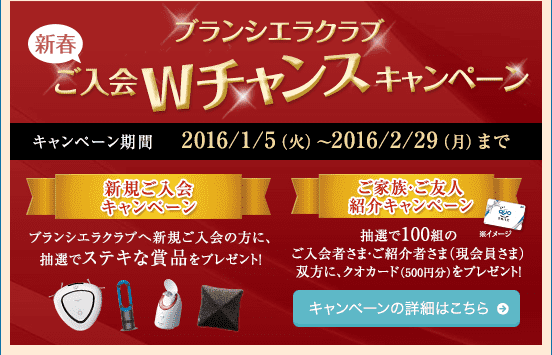 新春
ブランシエラクラブ
ご入会Wチャンスキャンペーン
キャンペーン期間 2016/1/5（火）～2016/2/29（月）まで
新規ご入会
キャンペーン
ブランシエラクラブへ新規ご入会の方に、
抽選でステキな賞品をプレゼント!
ご家族・ご友人
紹介キャンペーン
QUO
※イメージ
抽選で100組の
ご入会者さま・ご紹介者さま（現会員さま）
双方に、クオカード（500円分）をプレゼント!
キャンペーンの詳細はこちら